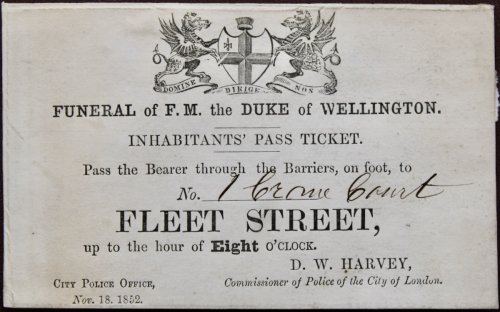 DOMINE DIRIGE NOS
FUNERAL of F. M. the DUKE of WELLINGTON.
INHABITANTS' PASS TICKET.
Pass the Bearer through the Barriers, on foot, to
No. 1 Crane Court
FLEET STREET,
up to the hour of Eight O'CLOCK.
D. W. HARVEY,
CITY POLICE OFFICE,
Commissioner of Police of the City of London.
Nov. 18. 1852.